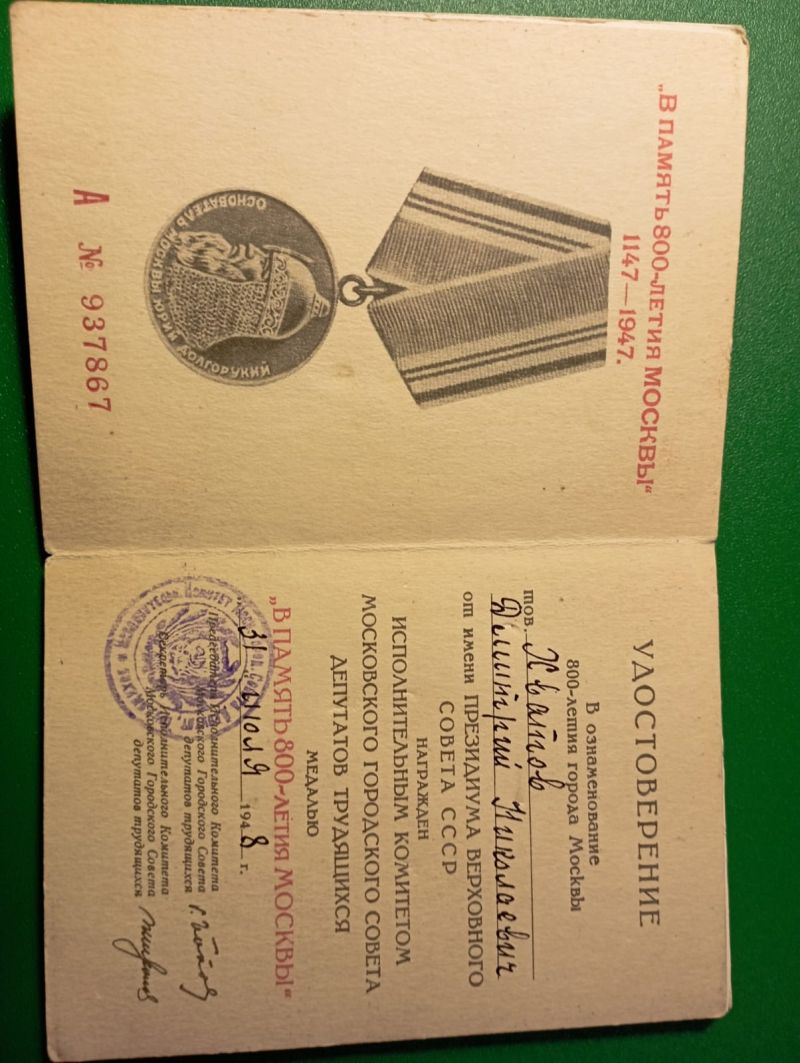 „В ПАМЯТЬ 800-ЛЕТИЯ МОСКВЫ“
1147—1947.
ОСНОВАТЕЛЬ МОСКВЫ ЮРИЙ ДОЛГОРУКИЙ
А № 937867
УДОСТОВЕРЕНИЕ
В ознаменование
800-летия города Москвы
тов. Хватов
Дмитрий Николаевич
от имени ПРЕЗИДИУМА ВЕРХОВНОГО
СОВЕТА СССР
НАГРАЖДЕН
ИСПОЛНИТЕЛЬНЫМ КОМИТЕТОМ
МОСКОВСКОГО ГОРОДСКОГО СОВЕТА
ДЕПУТАТОВ ТРУДЯЩИХСЯ
МЕДАЛЬЮ
„В ПАМЯТЬ 800-ЛЕТИЯ МОСКВЫ“
31 июля 1948 г.
Председатель Исполнительного Комитета
Московского Городского Совета
депутатов трудящихся
Секретарь Исполнительного Комитета
Московского Городского Совета
депутатов трудящихся